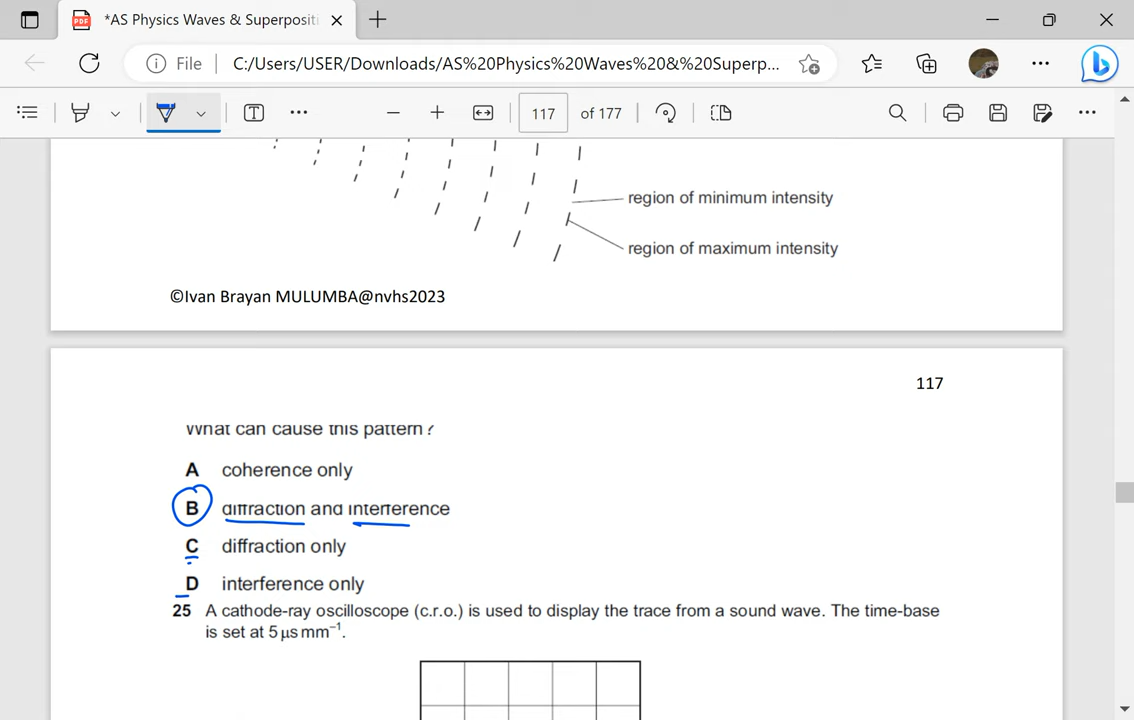 *AS Physics Waves & Superpositi
File
C:/Users/USER/Downloads/AS%20Physics%20Waves%20&%20Superp...
117 of 177
region of minimum intensity
region of maximum intensity
©Ivan Brayan MULUMBA@nvhs2023
117
What can cause this pattern?
A coherence only
B diffraction and interference
C diffraction only
D interference only
25 A cathode-ray oscilloscope (c.r.o.) is used to display the trace from a sound wave. The time-base
is set at 5 μs mm⁻¹.